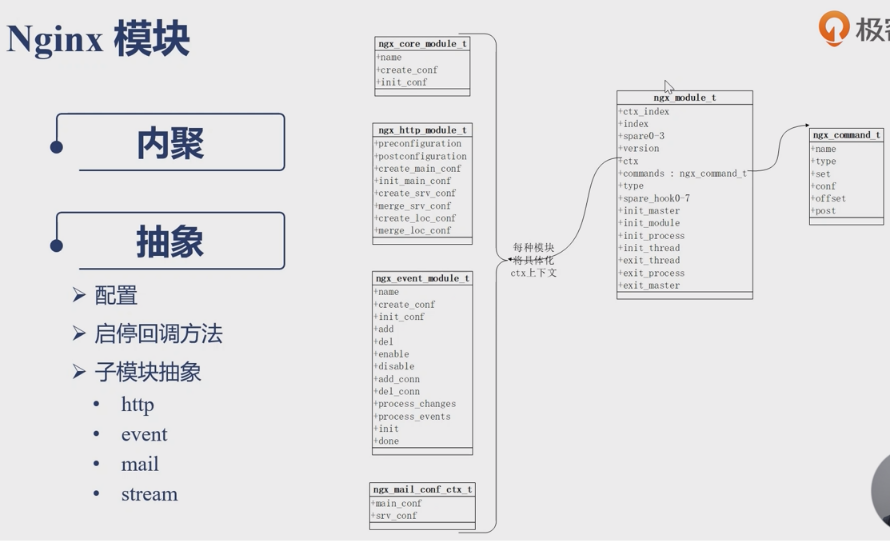 Nginx 模块
极客
内聚
抽象
➢ 配置
➢ 启停回调方法
➢ 子模块抽象
• http
• event
• mail
• stream
ngx_core_module_t
+name
+create_conf
+init_conf
ngx_http_module_t
+preconfiguration
+postconfiguration
+create_main_conf
+init_main_conf
+create_srv_conf
+merge_srv_conf
+create_loc_conf
+merge_loc_conf
ngx_event_module_t
+name
+create_conf
+init_conf
+add
+del
+enable
+disable
+add_conn
+del_conn
+process_changes
+process_events
+init
+done
ngx_mail_conf_ctx_t
+main_conf
+srv_conf
每种模块
将具体化
ctx上下文
ngx_module_t
+ctx_index
+index
+spare0-3
+version
+ctx
+commands : ngx_command_t
+type
+spare_hook0-7
+init_master
+init_module
+init_process
+init_thread
+exit_thread
+exit_process
+exit_master
ngx_command_t
+name
+type
+set
+conf
+offset
+post